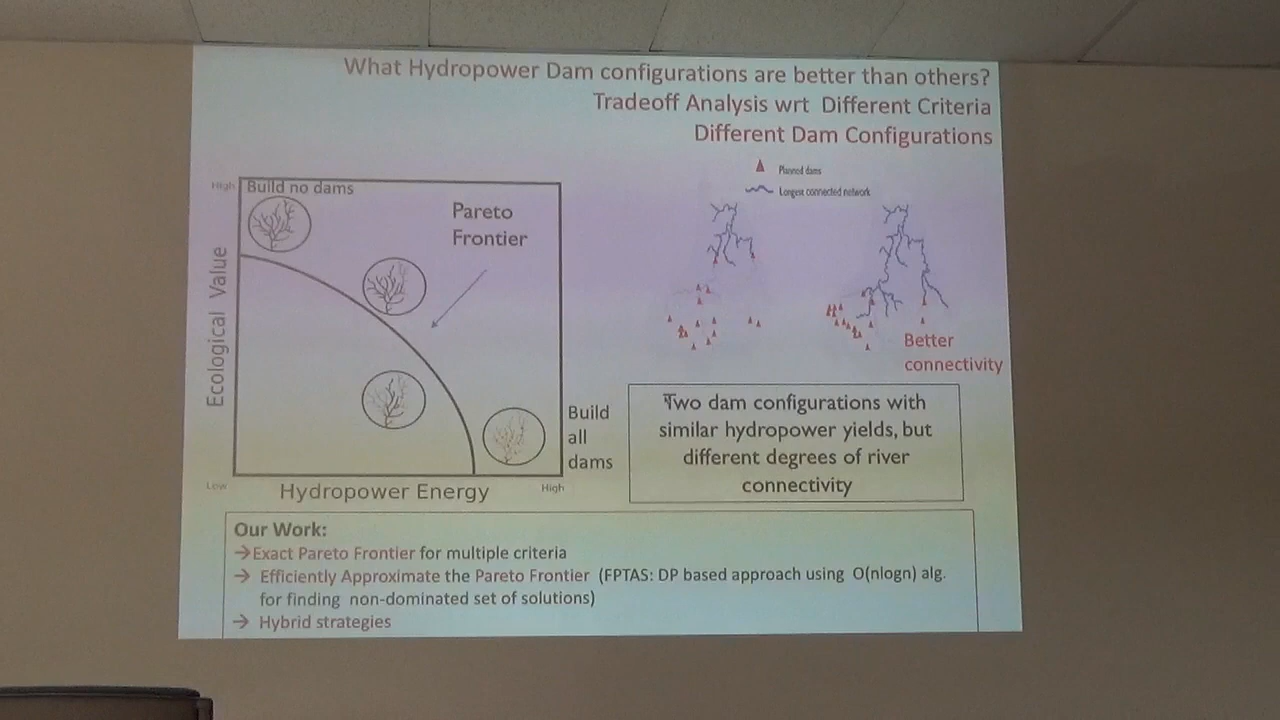 What Hydropower Dam configurations are better than others?
Tradeoff Analysis wrt Different Criteria
Different Dam Configurations
High
Build no dams
Pareto
Frontier
Ecological Value
Build
all
dams
Low
Hydropower Energy
High
Planned dams
Longest connected network
Better
connectivity
Two dam configurations with
similar hydropower yields, but
different degrees of river
connectivity
Our Work:
→Exact Pareto Frontier for multiple criteria
→ Efficiently Approximate the Pareto Frontier (FPTAS: DP based approach using O(nlogn) alg.
for finding non-dominated set of solutions)
→ Hybrid strategies